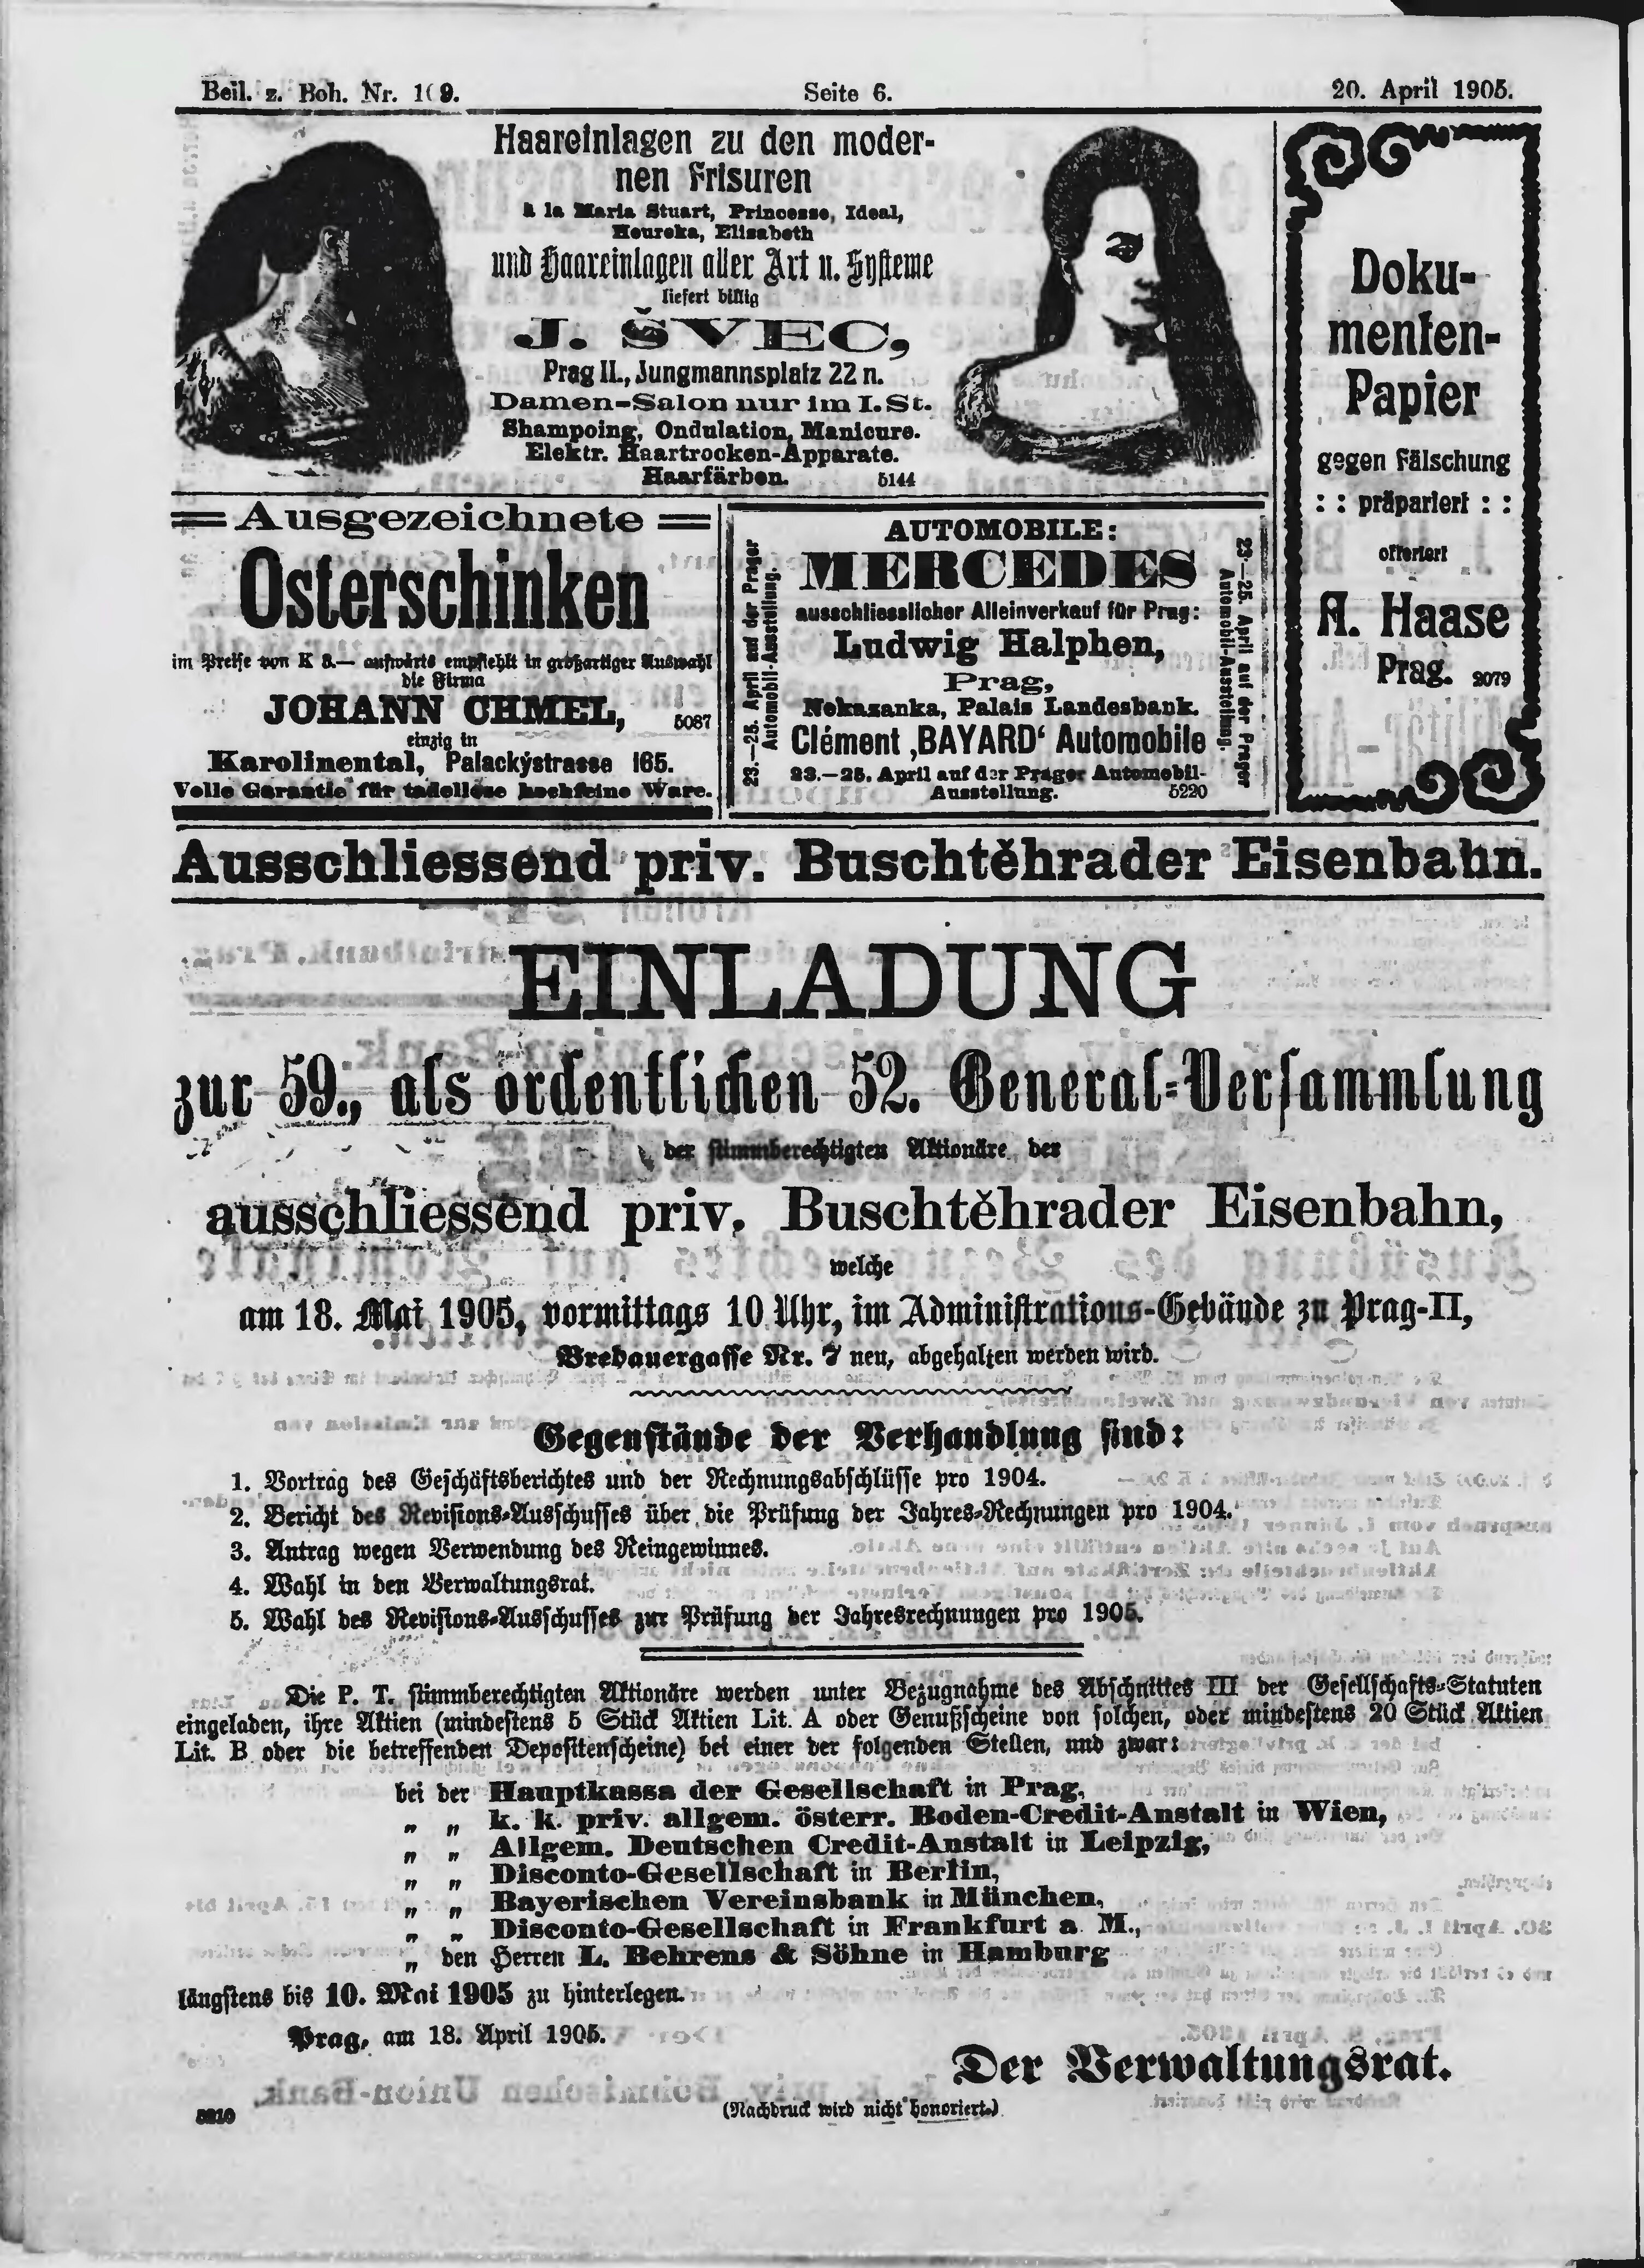 Beil. z. Boh. Nr. 109.
Seite 6.
20. April 1905.
Haareinlagen zu den moder-
nen Frisuren
à la Maria Stuart, Princesse, Ideal,
Heureka, Elisabeth
und Haareinlagen aller Art u. Systeme
liefert billig
J. ŠVEC,
Prag II., Jungmannsplatz 22 n.
Damen-Salon nur im I. St.
Shampoing, Ondulation, Manicure.
Elektr. Haartrocken-Apparate.
Haarfärben. 5144
Doku-
menten-
Papier
gegen Fälschung
: : präpariert : :
offeriert
A. Haase
Prag. 2079
Ausgezeichnete
Osterschinken
im Preise von K 3.— aufwärts empfiehlt in großartiger Auswahl
die Firma
JOHANN CHMEL, 5087
einzig in
Karolinental, Palackýstrasse 165.
Volle Garantie für tadellose hochfeine Ware.
23.—25. April auf der Prager
Automobil-Ausstellung.
AUTOMOBILE:
MERCEDES
ausschliesslicher Alleinverkauf für Prag:
Ludwig Halphen,
Prag,
Nekazanka, Palais Landesbank.
Clément ‚BAYARD‘ Automobile
23.—25. April auf der Prager Automobil-
Ausstellung. 5220
23.—25. April auf der Prager
Automobil-Ausstellung.
Ausschliessend priv. Buschtěhrader Eisenbahn.
EINLADUNG
zur 59., als ordentlichen 52. General-Versammlung
der stimmberechtigten Aktionäre der
ausschliessend priv. Buschtěhrader Eisenbahn,
welche
am 18. Mai 1905, vormittags 10 Uhr, im Administrations-Gebäude zu Prag-II,
Bredauergasse Nr. 7 neu, abgehalten werden wird.
Gegenstände der Verhandlung sind:
1. Vortrag des Geschäftsberichtes und der Rechnungsabschlüsse pro 1904.
2. Bericht des Revisions-Ausschusses über die Prüfung der Jahres-Rechnungen pro 1904.
3. Antrag wegen Verwendung des Reingewinnes.
4. Wahl in den Verwaltungsrat.
5. Wahl des Revisions-Ausschusses zur Prüfung der Jahresrechnungen pro 1905.
Die P. T. stimmberechtigten Aktionäre werden unter Bezugnahme des Abschnittes III der Gesellschafts-Statuten
eingeladen, ihre Aktien (mindestens 5 Stück Aktien Lit. A oder Genußscheine von solchen, oder mindestens 20 Stück Aktien
Lit. B oder die betreffenden Depositenscheine) bei einer der folgenden Stellen, und zwar:
bei der Hauptkassa der Gesellschaft in Prag,
„ „ k. k. priv. allgem. österr. Boden-Credit-Anstalt in Wien,
„ „ Allgem. Deutschen Credit-Anstalt in Leipzig,
„ „ Disconto-Gesellschaft in Berlin,
„ „ Bayerischen Vereinsbank in München,
„ „ Disconto-Gesellschaft in Frankfurt a. M.,
„ den Herren L. Behrens & Söhne in Hamburg
längstens bis 10. Mai 1905 zu hinterlegen.
Prag, am 18. April 1905.
Der Verwaltungsrat.
5210
(Nachdruck wird nicht honoriert.)